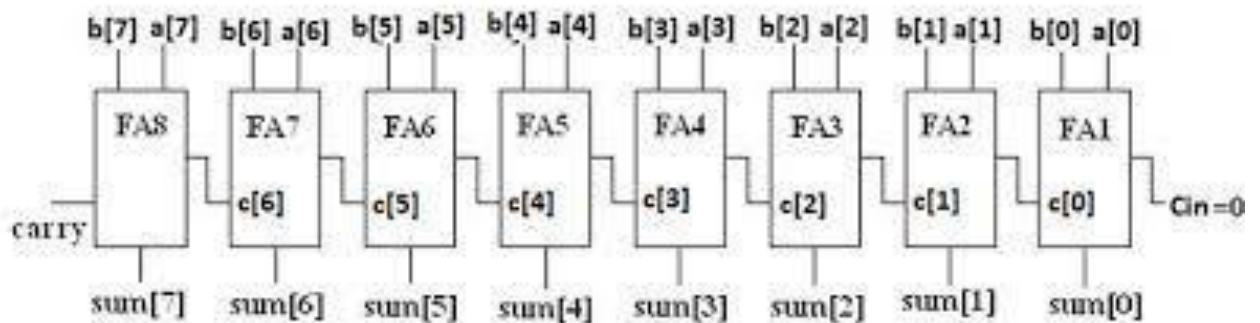 b[7] a[7] b[6] a[6] b[5] a[5] b[4] a[4] b[3] a[3] b[2] a[2] b[1] a[1] b[0] a[0]
FA8 FA7 FA6 FA5 FA4 FA3 FA2 FA1
c[6] c[5] c[4] c[3] c[2] c[1] c[0] Cin =0
carry
sum[7] sum[6] sum[5] sum[4] sum[3] sum[2] sum[1] sum[0]